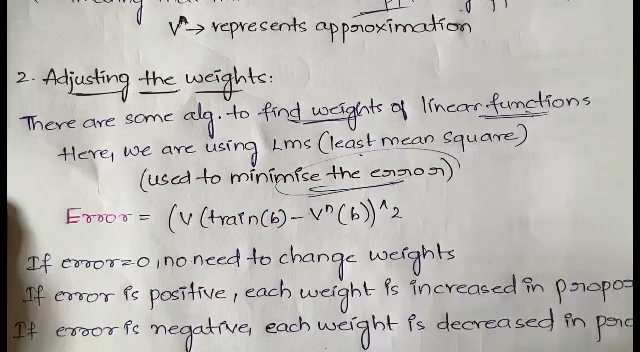 V^ → represents approximation
2. Adjusting the weights:
There are some alg. to find weights of linear functions
Here, we are using LMS (least mean square)
(used to minimise the error)
Error = (V(train(b) - V^(b))^2
If error=0, no need to change weights
If error is positive, each weight is increased in propor
If error is negative, each weight is decreased in pro